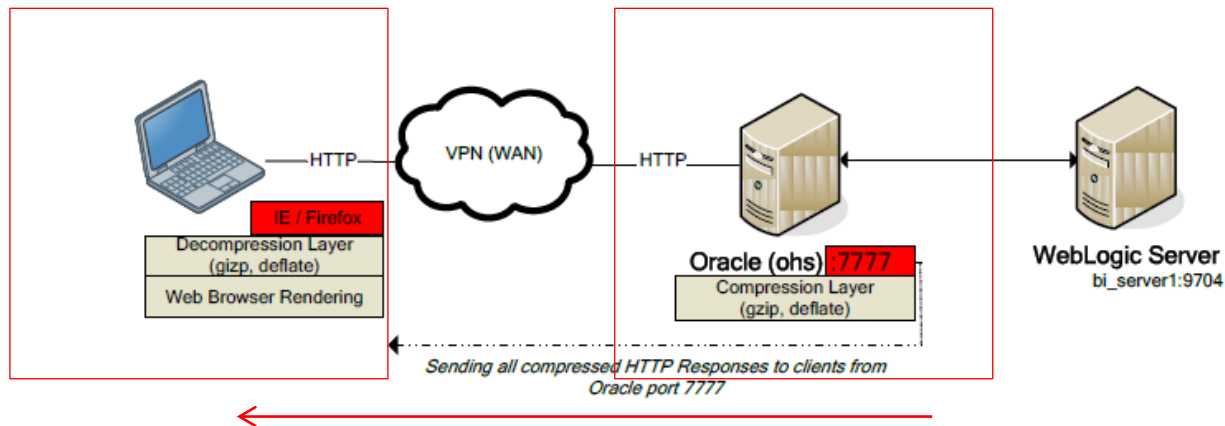 HTTP
VPN (WAN)
HTTP
IE / Firefox
Decompression Layer
(gizp, deflate)
Web Browser Rendering
Oracle (ohs) :7777
Compression Layer
(gzip, deflate)
WebLogic Server
bi_server1:9704
Sending all compressed HTTP Responses to clients from
Oracle port 7777